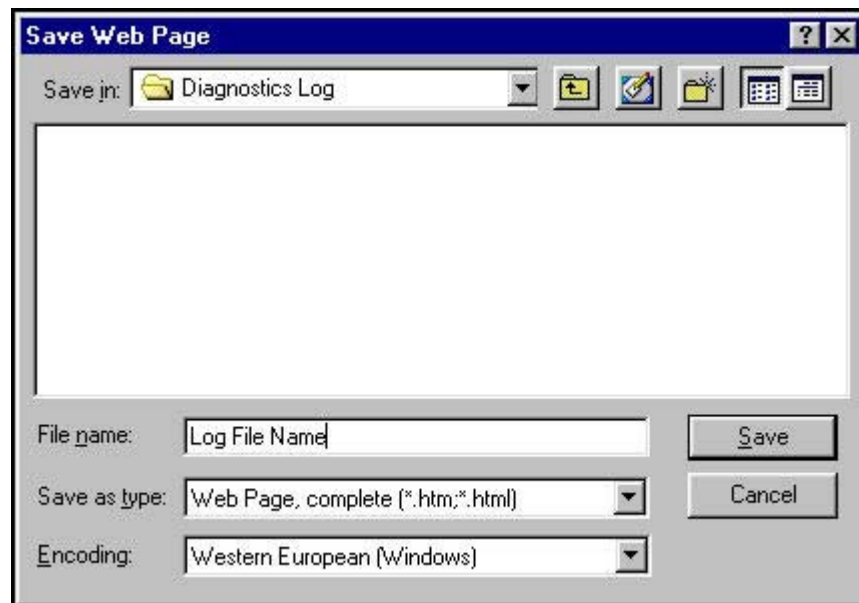 Save Web Page
Save in: Diagnostics Log
File name: Log File Name
Save
Save as type: Web Page, complete (*.htm;*.html)
Cancel
Encoding: Western European (Windows)